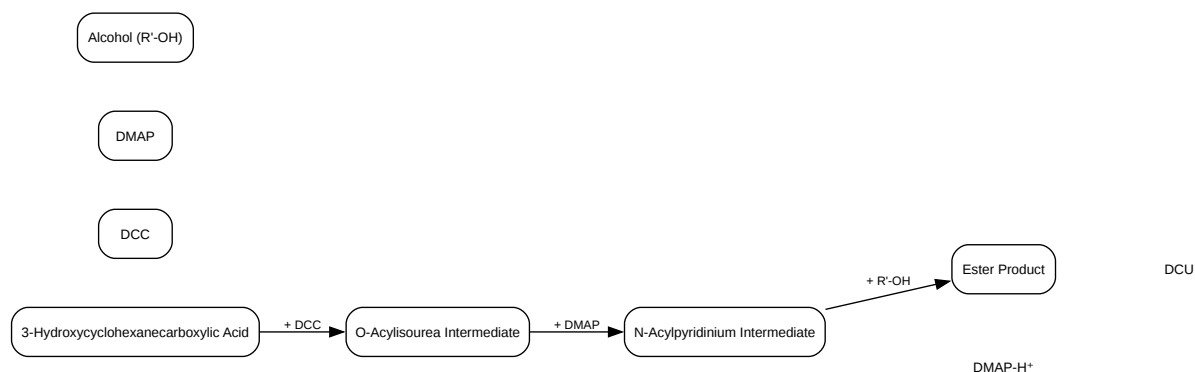 Alcohol (R'-OH)
DMAP
DCC
3-Hydroxycyclohexanecarboxylic Acid
+ DCC
O-Acylisourea Intermediate
+ DMAP
N-Acylpyridinium Intermediate
+ R'-OH
Ester Product
DCU
DMAP-H⁺